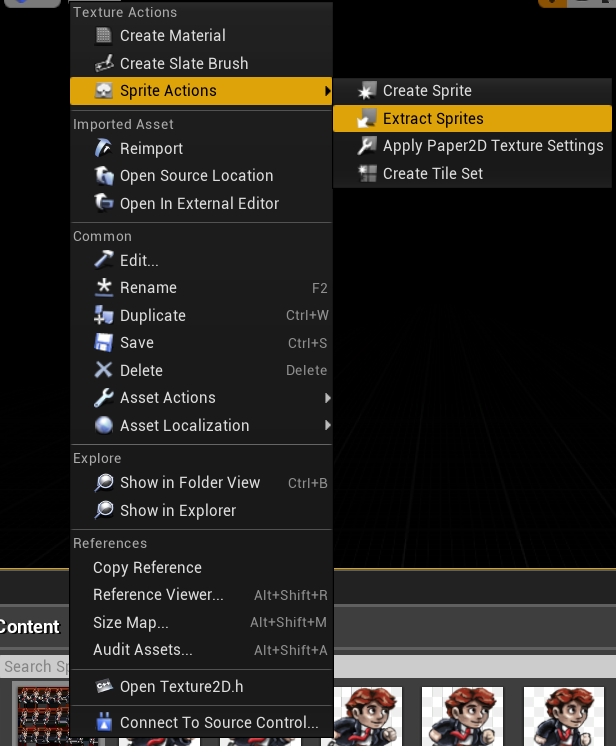 Texture Actions
Create Material
Create Slate Brush
Sprite Actions
Create Sprite
Extract Sprites
Apply Paper2D Texture Settings
Create Tile Set
Imported Asset
Reimport
Open Source Location
Open In External Editor
Common
Edit...
Rename F2
Duplicate Ctrl+W
Save Ctrl+S
Delete Delete
Asset Actions
Asset Localization
Explore
Show in Folder View Ctrl+B
Show in Explorer
References
Copy Reference
Reference Viewer... Alt+Shift+R
Size Map... Alt+Shift+M
Audit Assets... Alt+Shift+A
Open Texture2D.h
Connect To Source Control...
Content
Search Sp